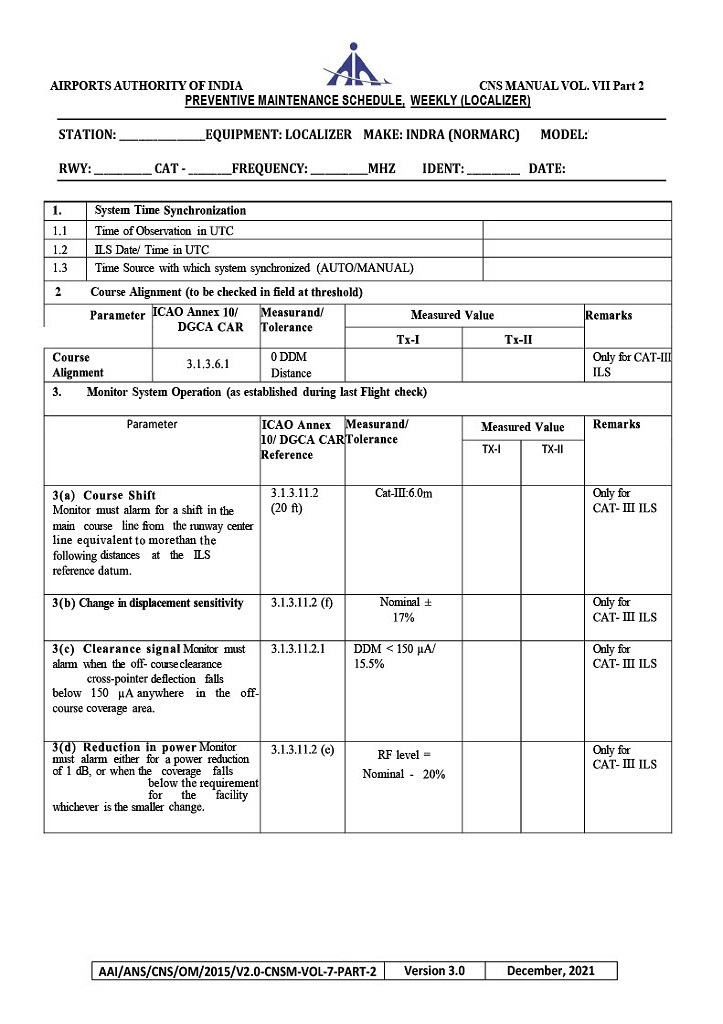 AIRPORTS AUTHORITY OF INDIA CNS MANUAL VOL. VII Part 2
PREVENTIVE MAINTENANCE SCHEDULE, WEEKLY (LOCALIZER)
STATION: ______________EQUIPMENT: LOCALIZER MAKE: INDRA (NORMARC) MODEL:
RWY: __________ CAT - _______FREQUENCY: __________MHZ IDENT: _________ DATE:
1. System Time Synchronization
1.1 Time of Observation in UTC
1.2 ILS Date/ Time in UTC
1.3 Time Source with which system synchronized (AUTO/MANUAL)
2 Course Alignment (to be checked in field at threshold)
Parameter ICAO Annex 10/ Measurand/ Measured Value Remarks
DGCA CAR Tolerance
Tx-I Tx-II
Course 3.1.3.6.1 0 DDM Only for CAT-III
Alignment Distance ILS
3. Monitor System Operation (as established during last Flight check)
Parameter ICAO Annex Measurand/ Measured Value Remarks
10/ DGCA CAR Tolerance
Reference TX-I TX-II
3(a) Course Shift 3.1.3.11.2 Cat-III:6.0m Only for
Monitor must alarm for a shift in the (20 ft) CAT- III ILS
main course line from the runway center
line equivalent to morethan the
following distances at the ILS
reference datum.
3(b) Change in displacement sensitivity 3.1.3.11.2 (f) Nominal ± Only for
17% CAT- III ILS
3(c) Clearance signal Monitor must 3.1.3.11.2.1 DDM < 150 µA/ Only for
alarm when the off- course clearance 15.5% CAT- III ILS
cross-pointer deflection falls
below 150 µA anywhere in the off-
course coverage area.
3(d) Reduction in power Monitor 3.1.3.11.2 (e) RF level = Only for
must alarm either for a power reduction Nominal - 20% CAT- III ILS
of 1 dB, or when the coverage falls
below the requirement
for the facility
whichever is the smaller change.
AAI/ANS/CNS/OM/2015/V2.0-CNSM-VOL-7-PART-2 Version 3.0 December, 2021